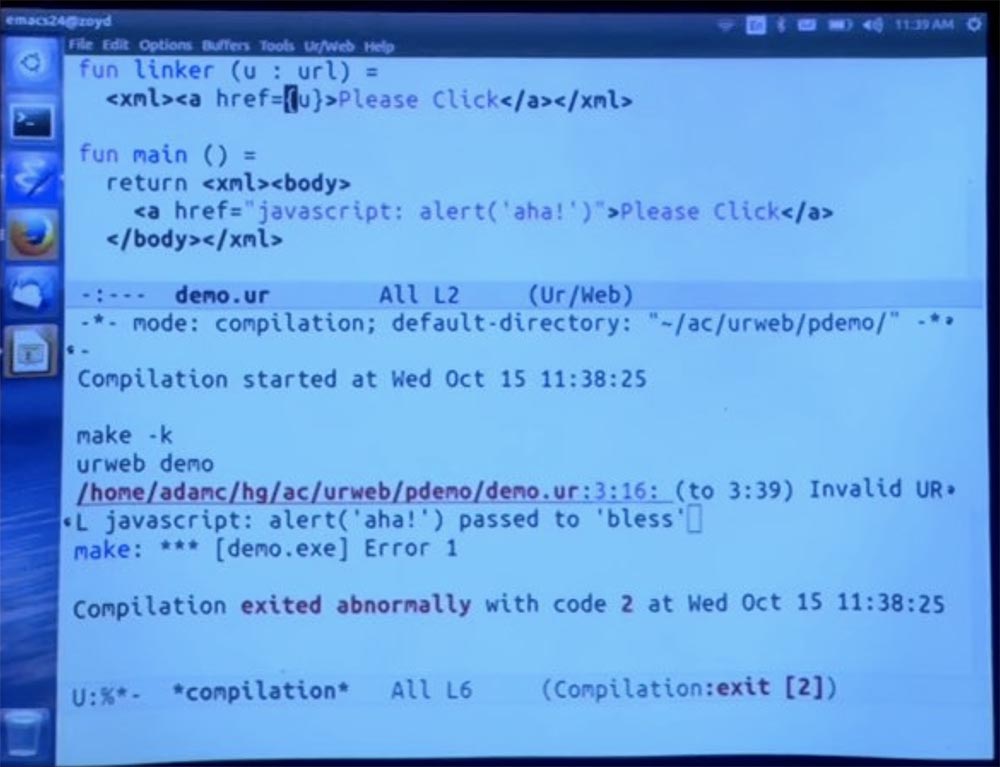 emacs24@zoyd
En 11:39 AM
File Edit Options Buffers Tools Ur/Web Help
fun linker (u : url) =
<xml><a href={u}>Please Click</a></xml>
fun main () =
return <xml><body>
<a href="javascript: alert('aha!')">Please Click</a>
</body></xml>
-:--- demo.ur All L2 (Ur/Web)
-*- mode: compilation; default-directory: "~/ac/urweb/pdemo/" -*
-
Compilation started at Wed Oct 15 11:38:25
make -k
urweb demo
/home/adamc/hg/ac/urweb/pdemo/demo.ur:3:16: (to 3:39) Invalid UR
L javascript: alert('aha!') passed to 'bless'
make: *** [demo.exe] Error 1
Compilation exited abnormally with code 2 at Wed Oct 15 11:38:25
U:%*- *compilation* All L6 (Compilation:exit [2])